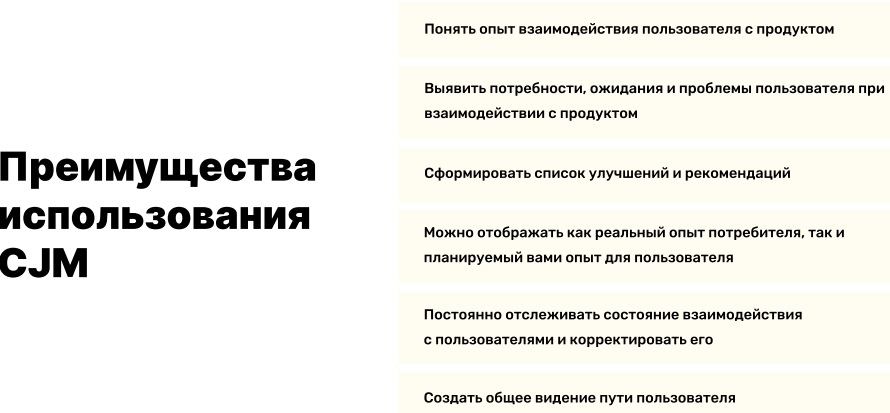 Преимущества
использования
CJM
Понять опыт взаимодействия пользователя с продуктом
Выявить потребности, ожидания и проблемы пользователя при
взаимодействии с продуктом
Сформировать список улучшений и рекомендаций
Можно отображать как реальный опыт потребителя, так и
планируемый вами опыт для пользователя
Постоянно отслеживать состояние взаимодействия
с пользователями и корректировать его
Создать общее видение пути пользователя